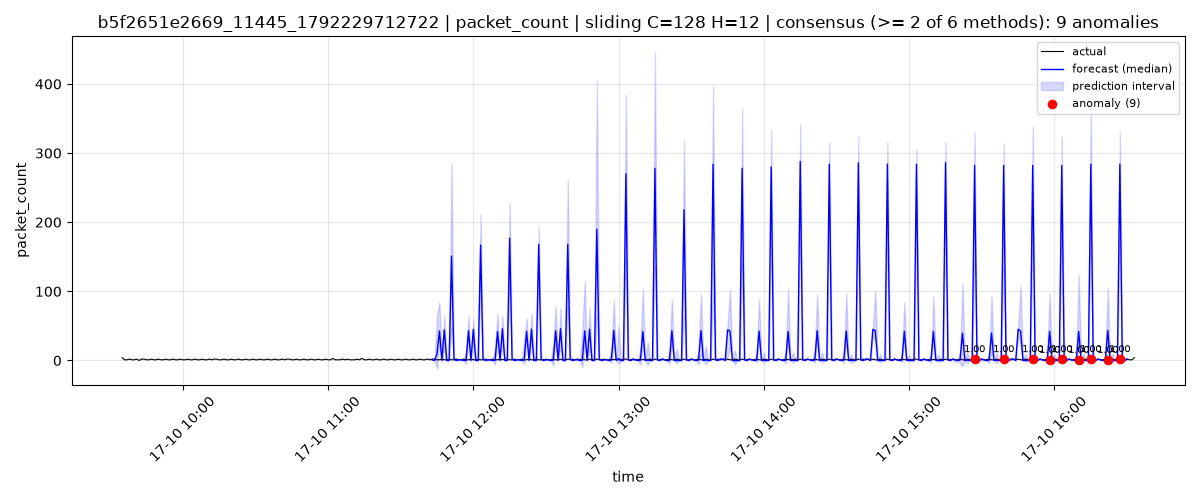 b5f2651e2669_11445_1792229712722 | packet_count | sliding C=128 H=12 | consensus (>= 2 of 6 methods): 9 anomalies
actual
forecast (median)
prediction interval
anomaly (9)
packet_count
400
300
200
100
0
1.00 1.00 1.00
17-10 10:00
17-10 11:00
17-10 12:00
17-10 13:00
17-10 14:00
17-10 15:00
17-10 16:00
time